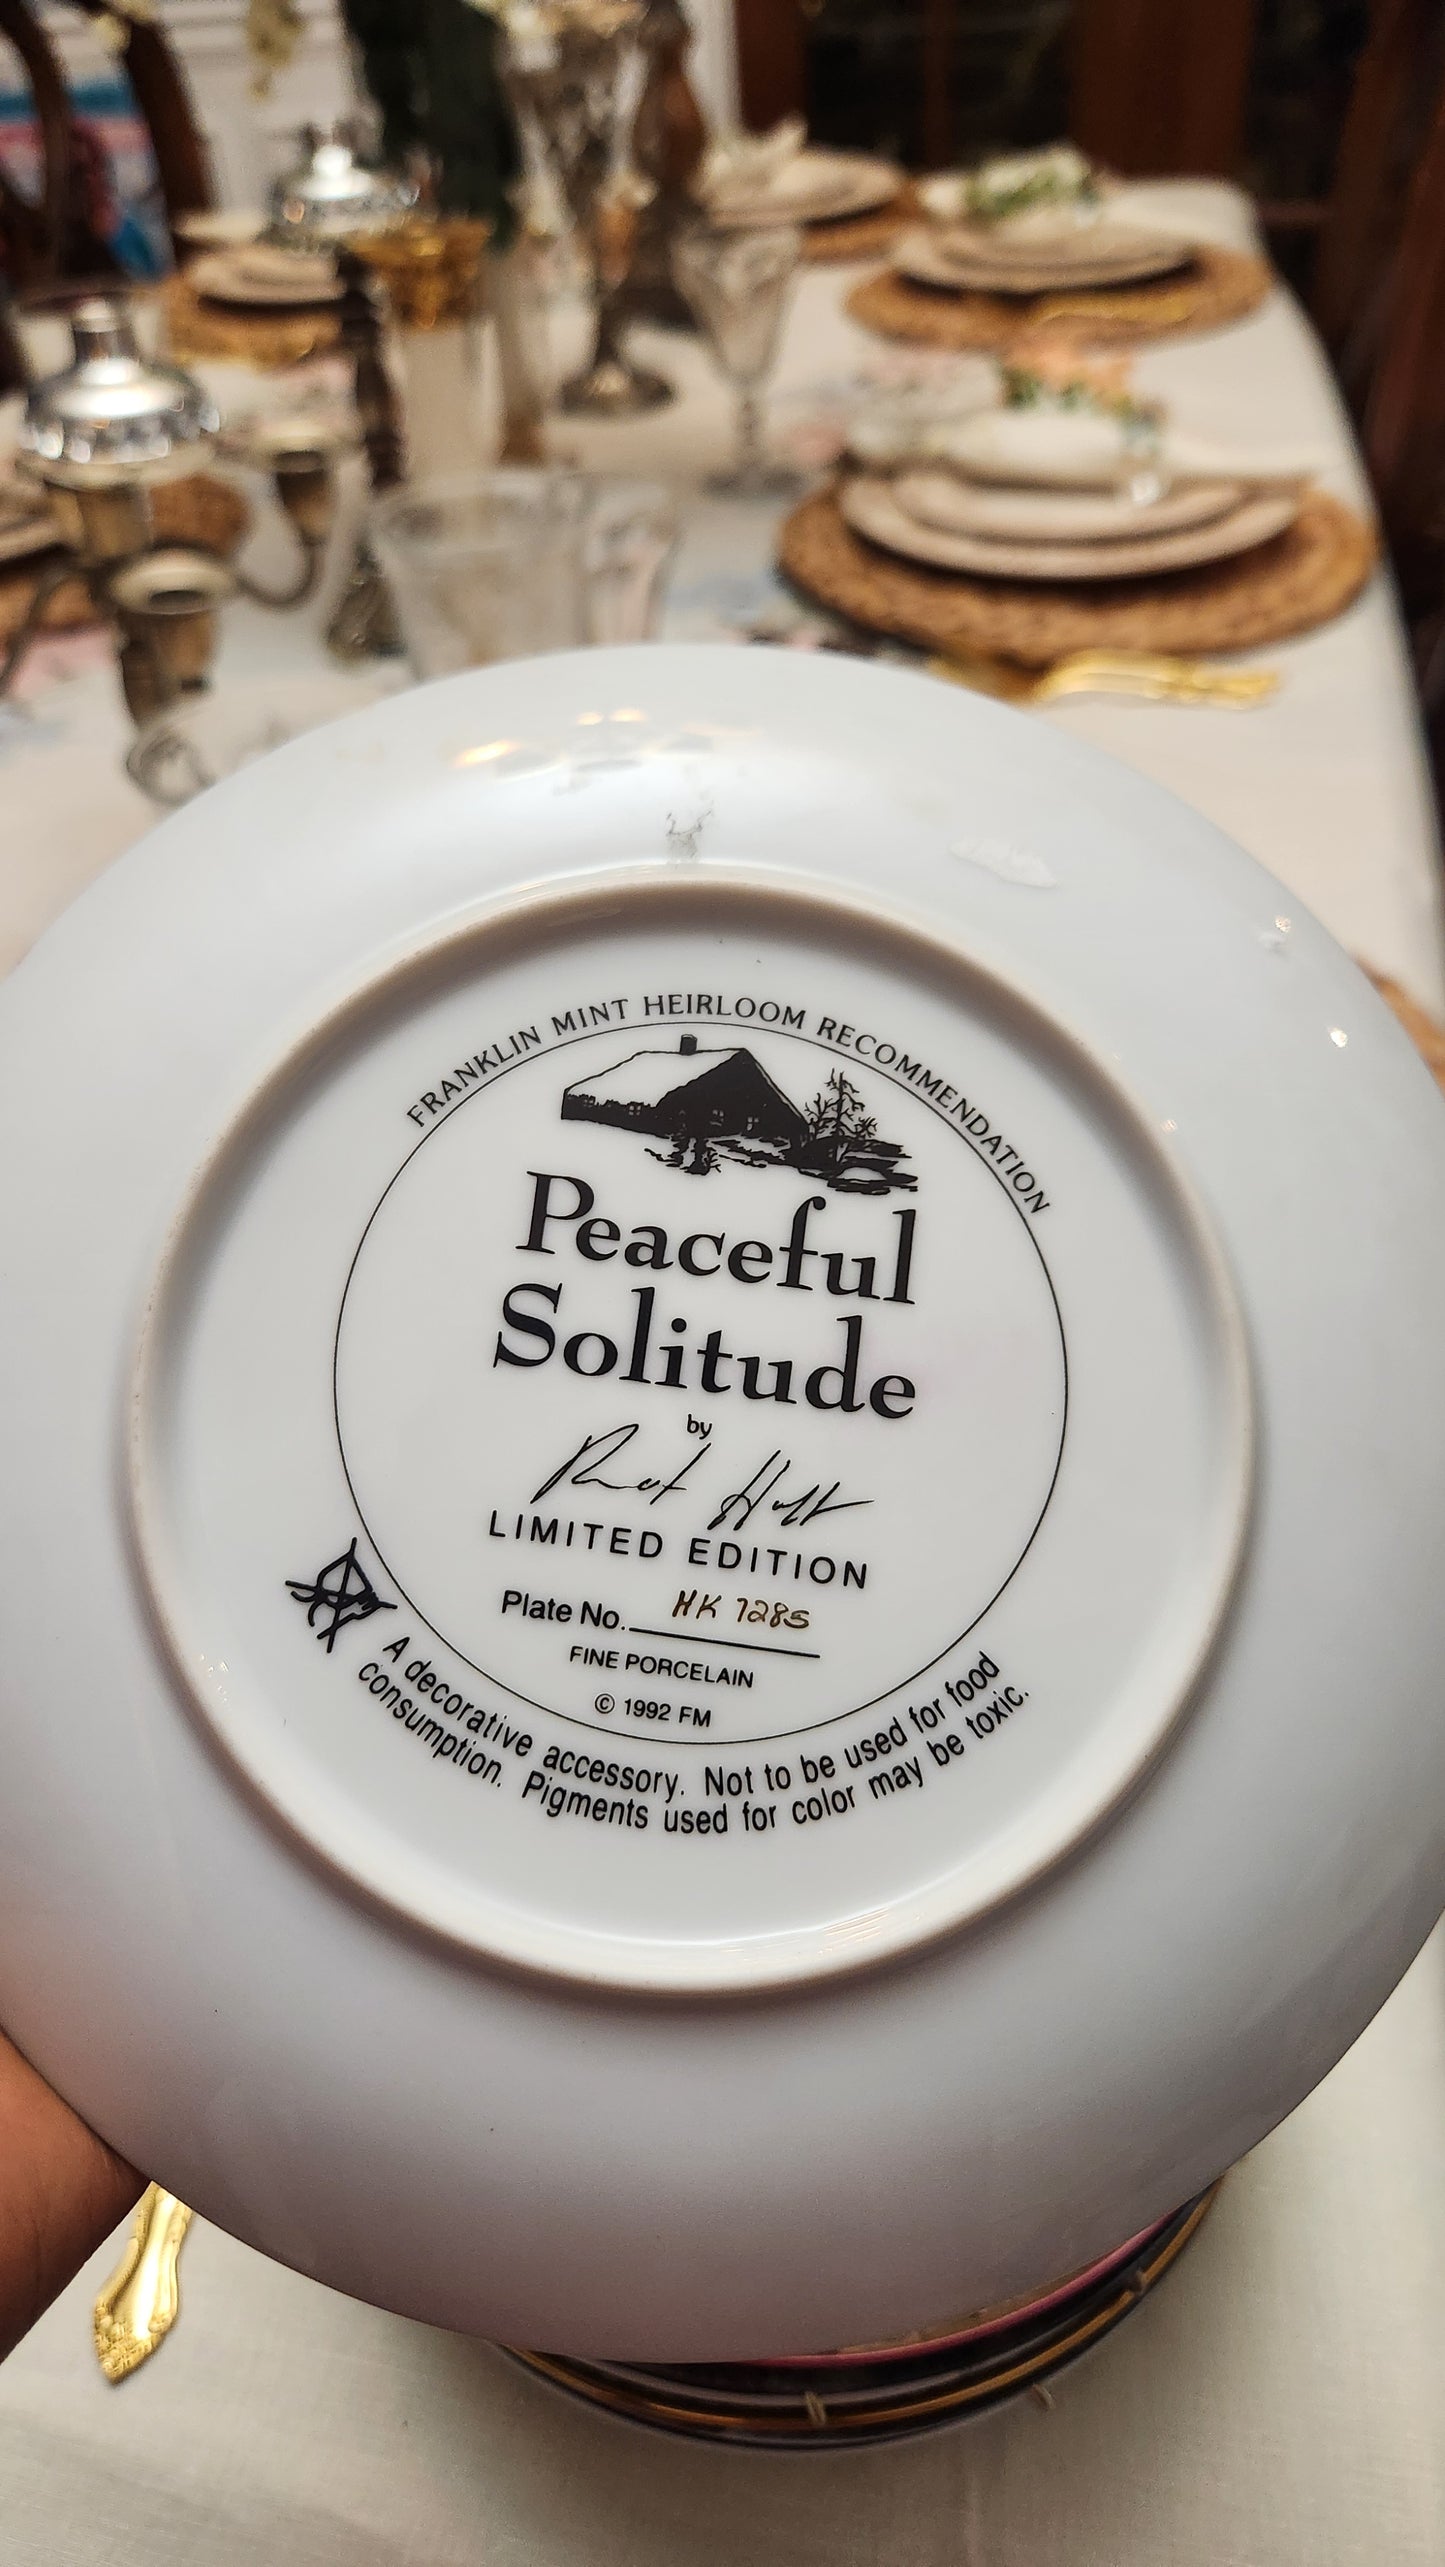 FRANKLIN MINT HEIRLOOM RECOMMENDATION
Peaceful
Solitude
by
LIMITED EDITION
Plate No. HK 7285
FINE PORCELAIN
© 1992 FM
A decorative accessory. Not to be used for food
consumption. Pigments used for color may be toxic.